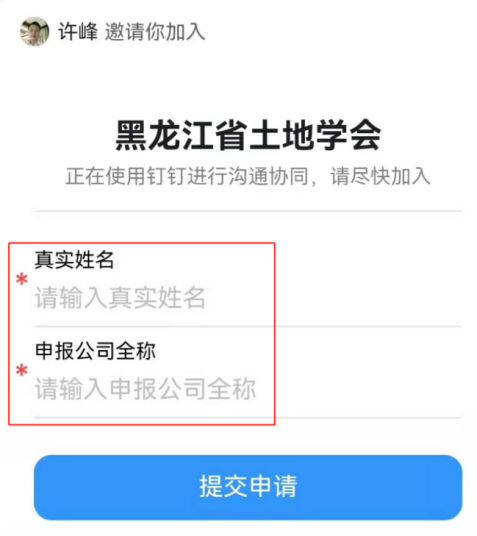 许峰 邀请你加入
黑龙江省土地学会
正在使用钉钉进行沟通协同，请尽快加入
真实姓名
* 请输入真实姓名
申报公司全称
* 请输入申报公司全称
提交申请